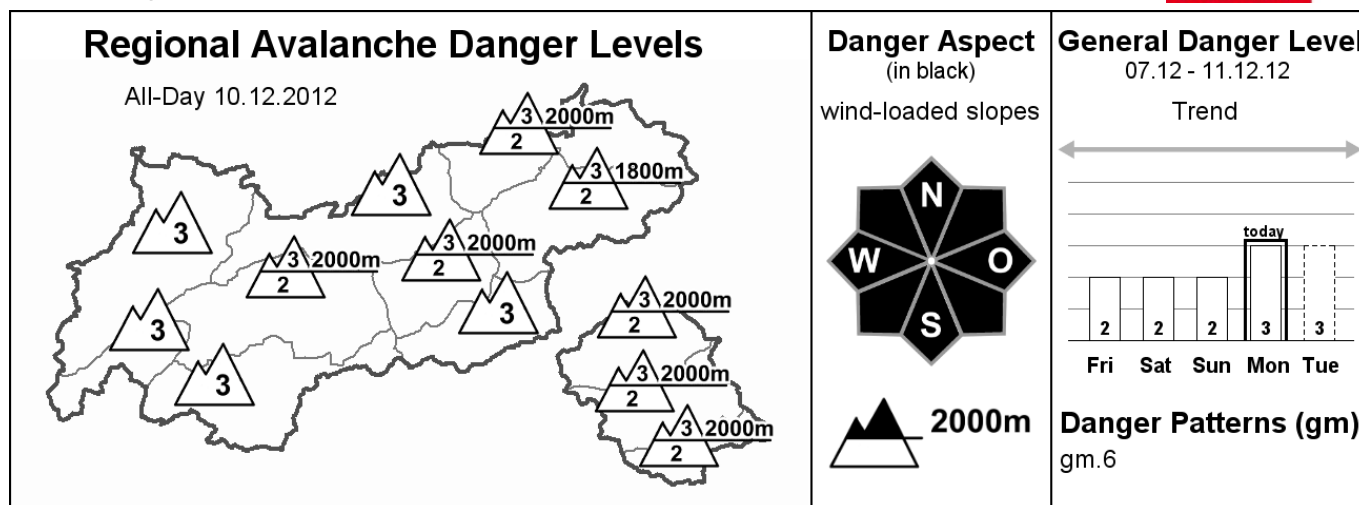 Regional Avalanche Danger Levels
All-Day 10.12.2012
3 2000m
2
3 1800m
2
3
3
3 2000m
2
3 2000m
2
3
3 2000m
2
3
3
3 2000m
2
3 2000m
2
Danger Aspect
(in black)
wind-loaded slopes
N
W
O
S
2000m
General Danger Level
07.12 - 11.12.12
Trend
today
2 2 2 3 3
Fri Sat Sun Mon Tue
Danger Patterns (gm)
gm.6